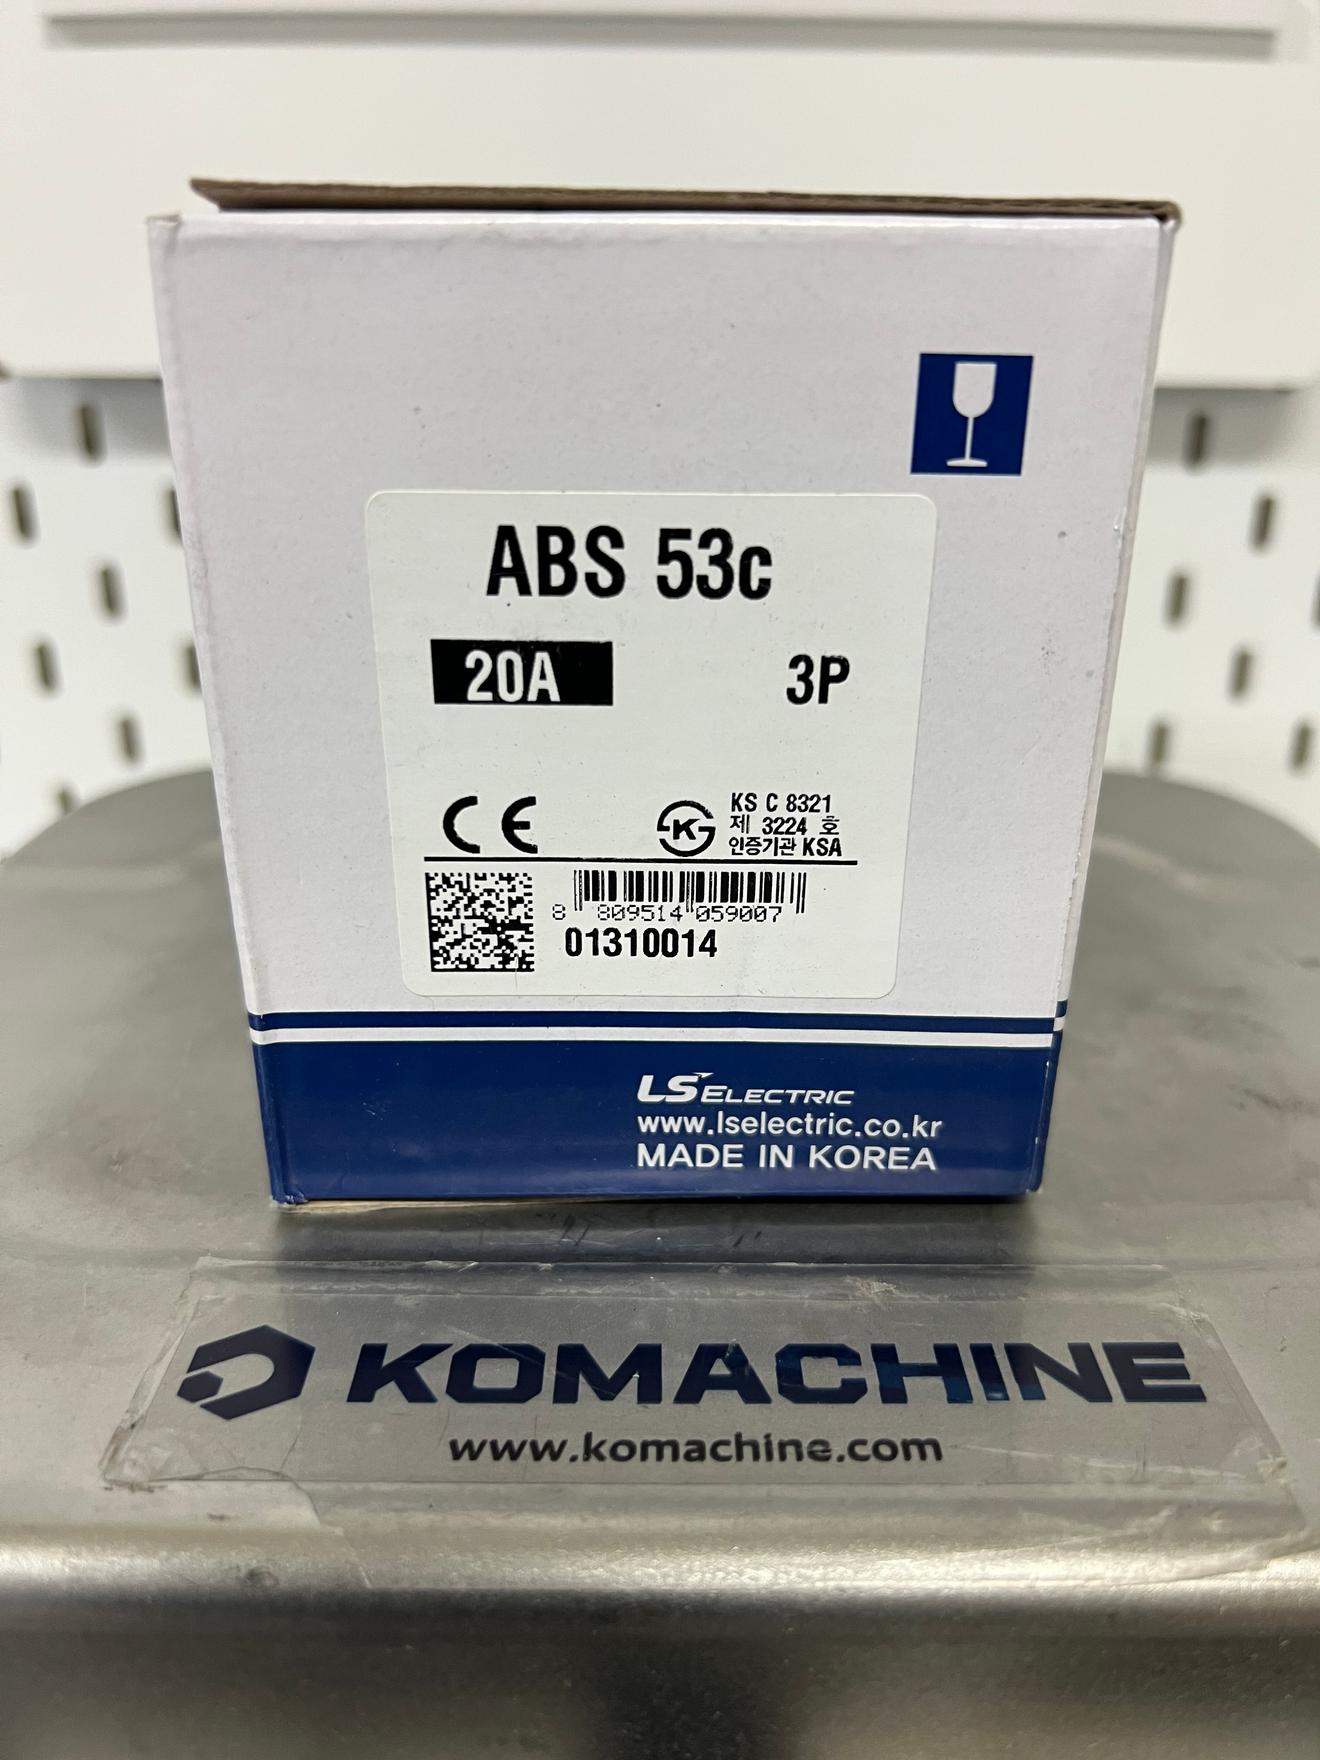 ABS 53c
20A 3P
CE
KS C 8321
제 3224 호
K
인증기관 KSA
8 809514 059007
01310014
LS ELECTRIC
www.lselectric.co.kr
MADE IN KOREA
KOMACHINE
www.komachine.com